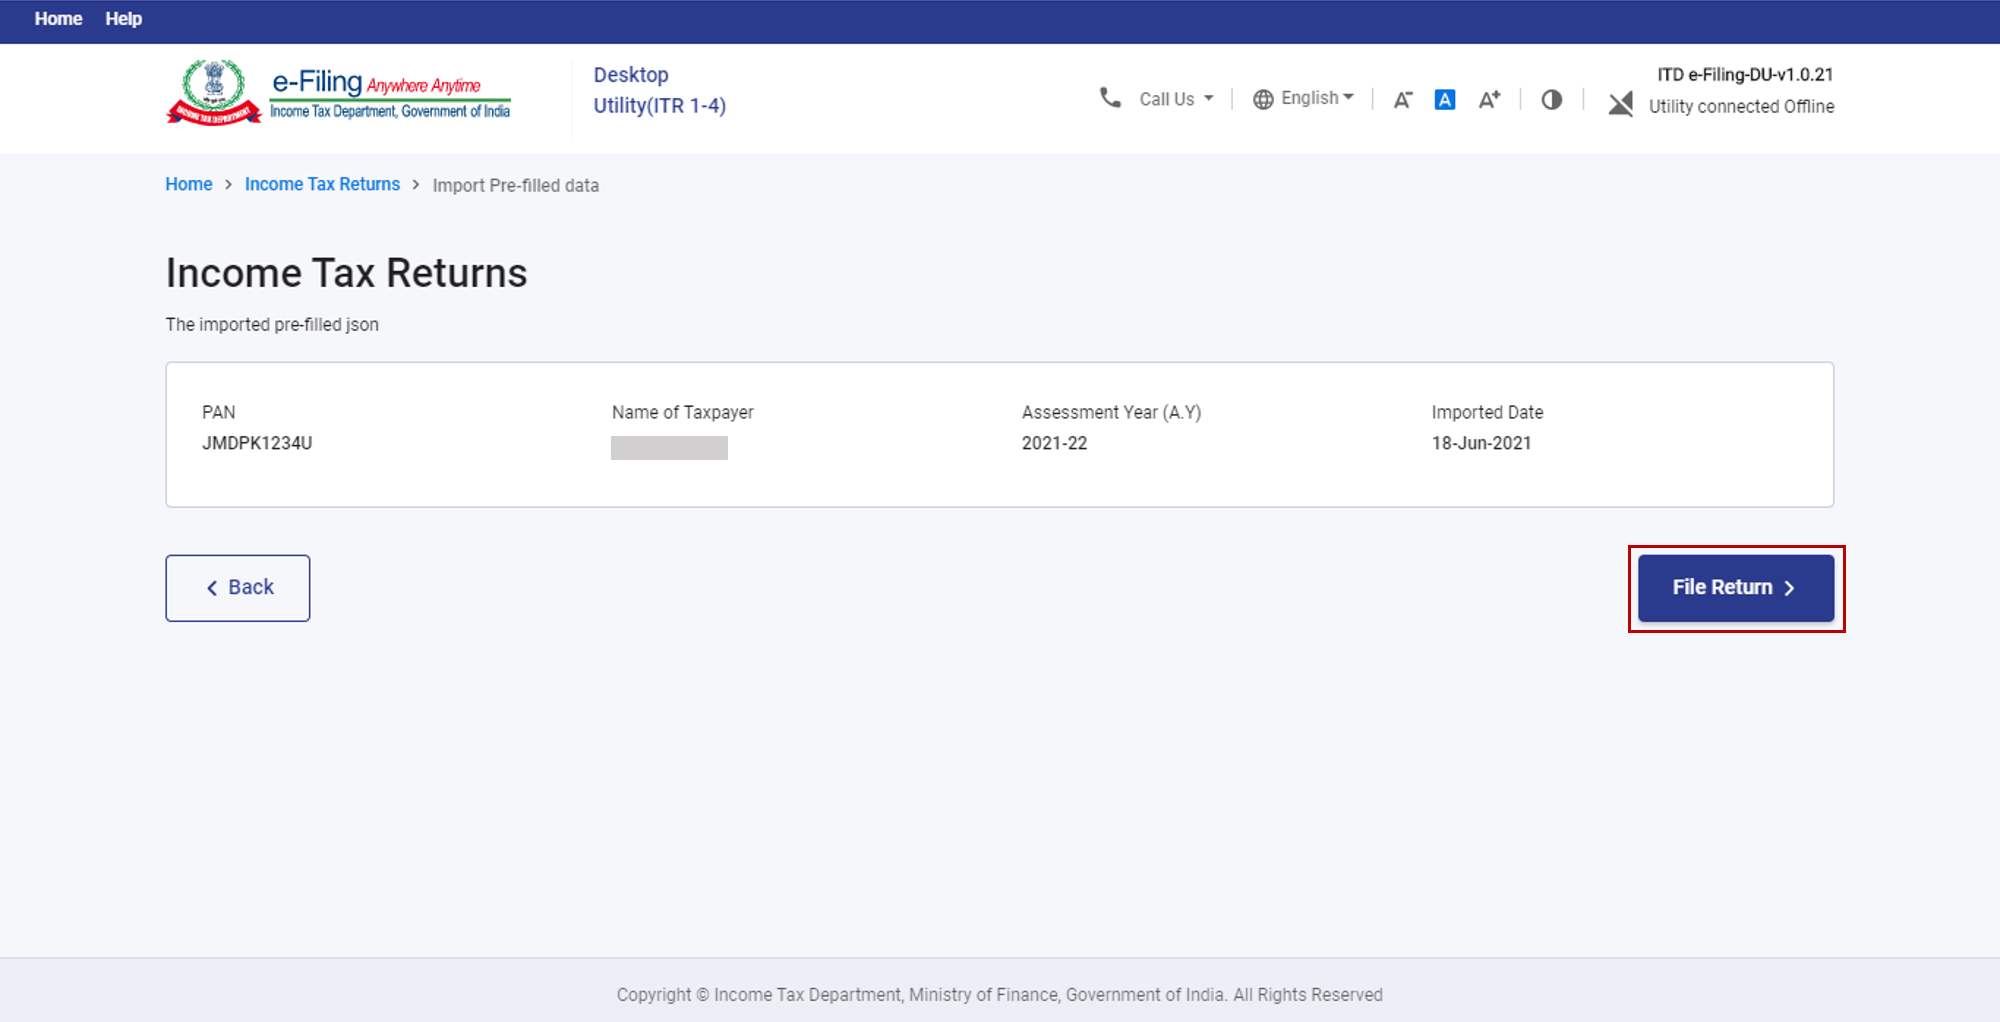 Home Help
e-Filing Anywhere Anytime
Income Tax Department, Government of India
INCOME TAX DEPARTMENT
Desktop
Utility(ITR 1-4)
Call Us
English
A-
A
A+
ITD e-Filing-DU-v1.0.21
Utility connected Offline
Home > Income Tax Returns > Import Pre-filled data
Income Tax Returns
The imported pre-filled json
PAN
JMDPK1234U
Name of Taxpayer
Assessment Year (A.Y)
2021-22
Imported Date
18-Jun-2021
Back
File Return
Copyright © Income Tax Department, Ministry of Finance, Government of India. All Rights Reserved